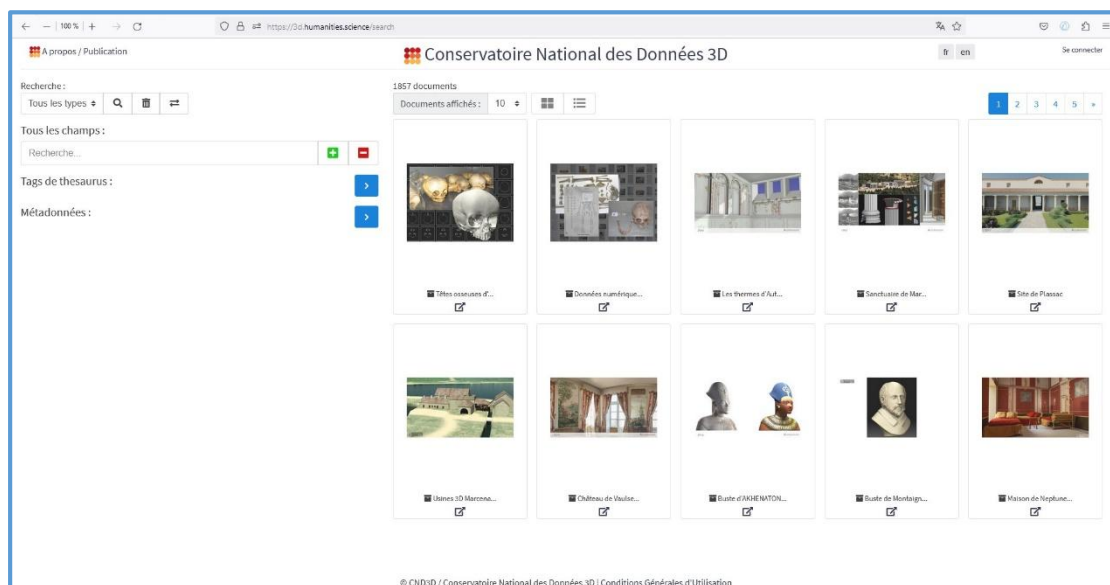 100 %
https://3d.humanities.science/search
A propos / Publication
Conservatoire National des Données 3D
fr en
Se connecter
Recherche :
Tous les types
Tous les champs :
Recherche...
Tags de thesaurus :
Métadonnées :
1857 documents
Documents affichés : 10
1 2 3 4 5 »
Têtes osseuses d'...
Données numérique...
Les thermes d'Aut...
Sanctuaire de Mar...
Site de Plassac
Usines 3D Marcena...
Château de Vaulse...
Buste d'AKHENATON...
Buste de Montaign...
Maison de Neptune...
© CND3D / Conservatoire National des Données 3D | Conditions Générales d'Utilisation